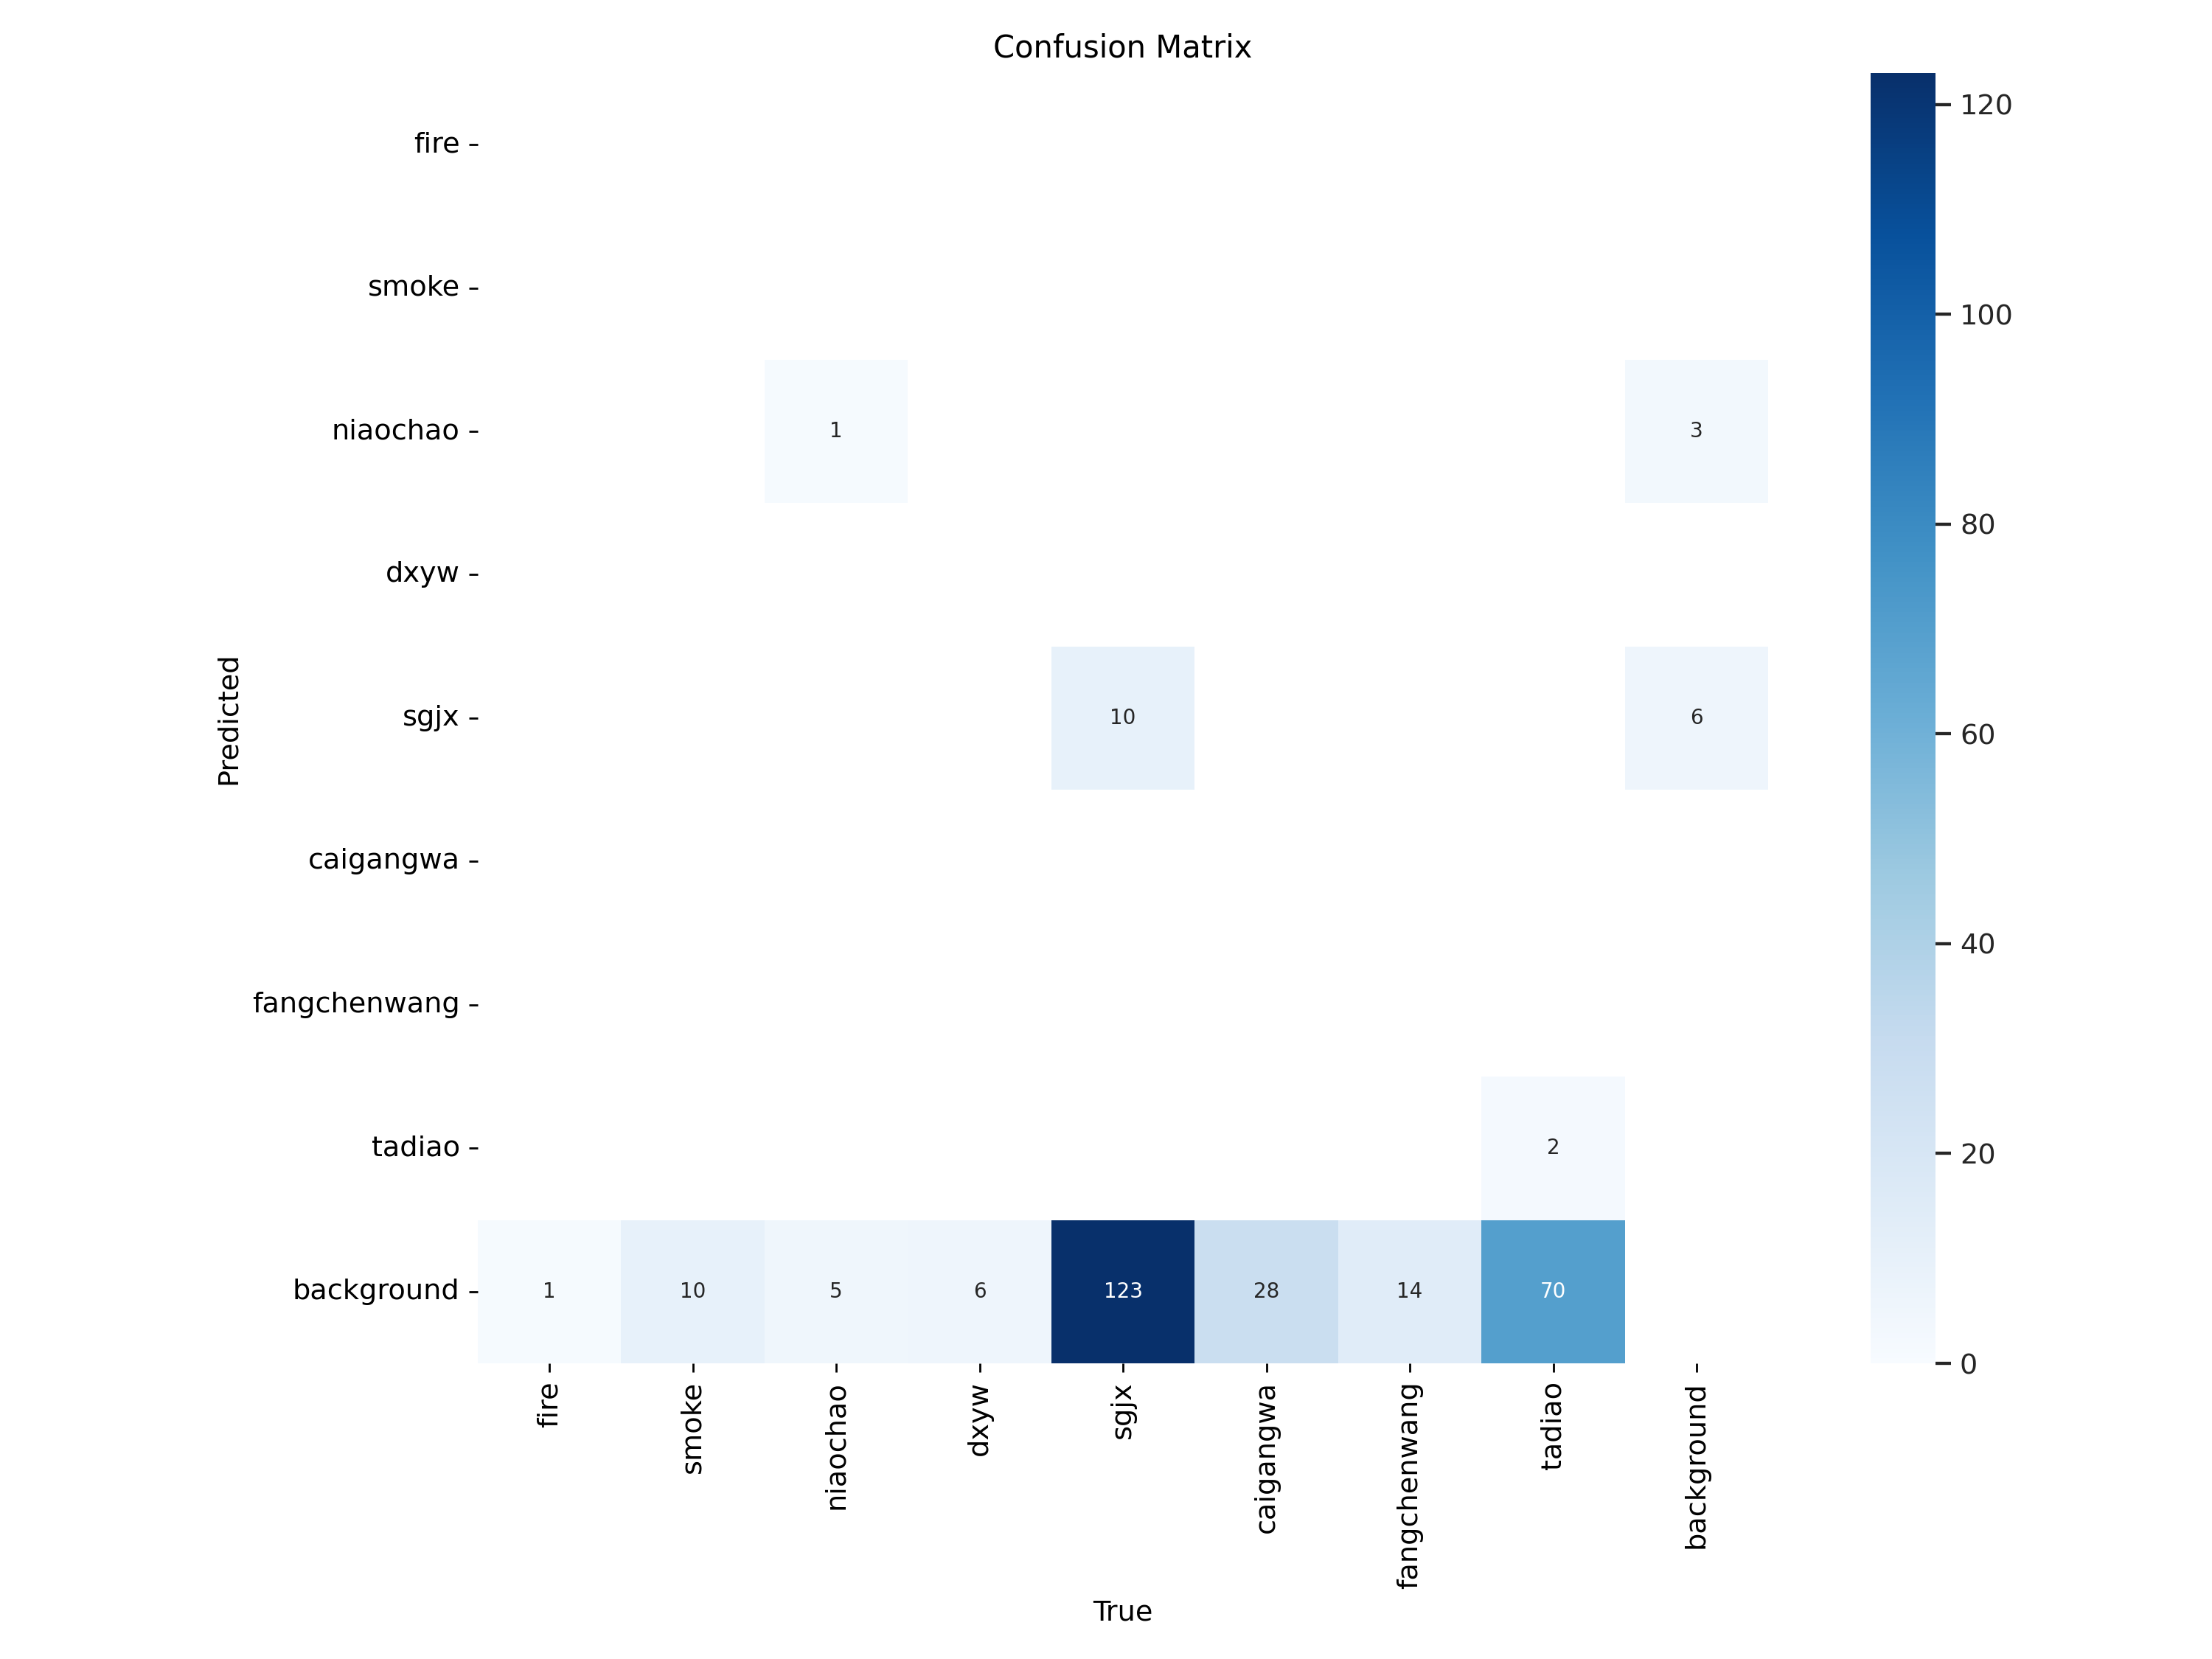 Confusion Matrix
fire
smoke
niaochao 1 3
dxyw
sgjx 10 6
caigangwa
fangchenwang
tadiao 2
background 1 10 5 6 123 28 14 70
fire smoke niaochao dxyw sgjx caigangwa fangchenwang tadiao background
True
Predicted
120
100
80
60
40
20
0